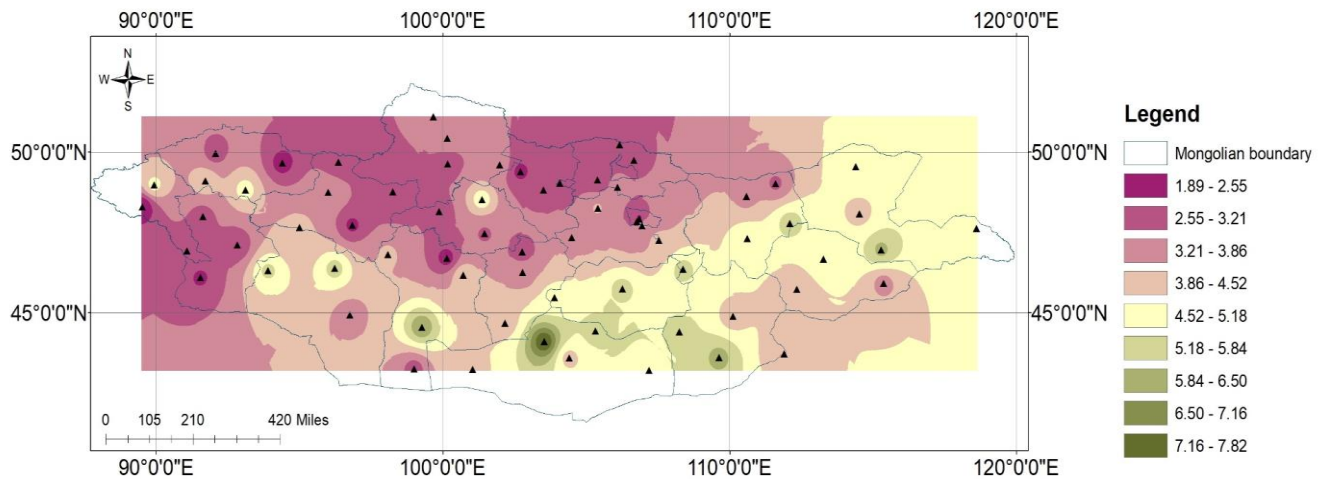 90°0'0"E 100°0'0"E 110°0'0"E 120°0'0"E
N
W E
S
50°0'0"N 50°0'0"N
45°0'0"N 45°0'0"N
0 105 210 420 Miles
90°0'0"E 100°0'0"E 110°0'0"E 120°0'0"E
Legend
Mongolian boundary
1.89 - 2.55
2.55 - 3.21
3.21 - 3.86
3.86 - 4.52
4.52 - 5.18
5.18 - 5.84
5.84 - 6.50
6.50 - 7.16
7.16 - 7.82